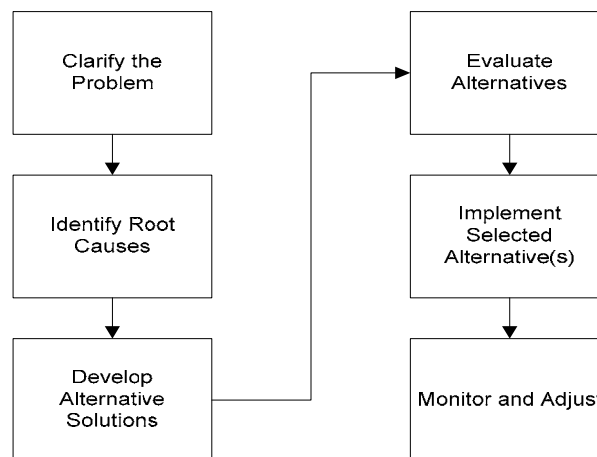 Clarify the
Problem
Identify Root
Causes
Develop
Alternative
Solutions
Evaluate
Alternatives
Implement
Selected
Alternative(s)
Monitor and Adjust